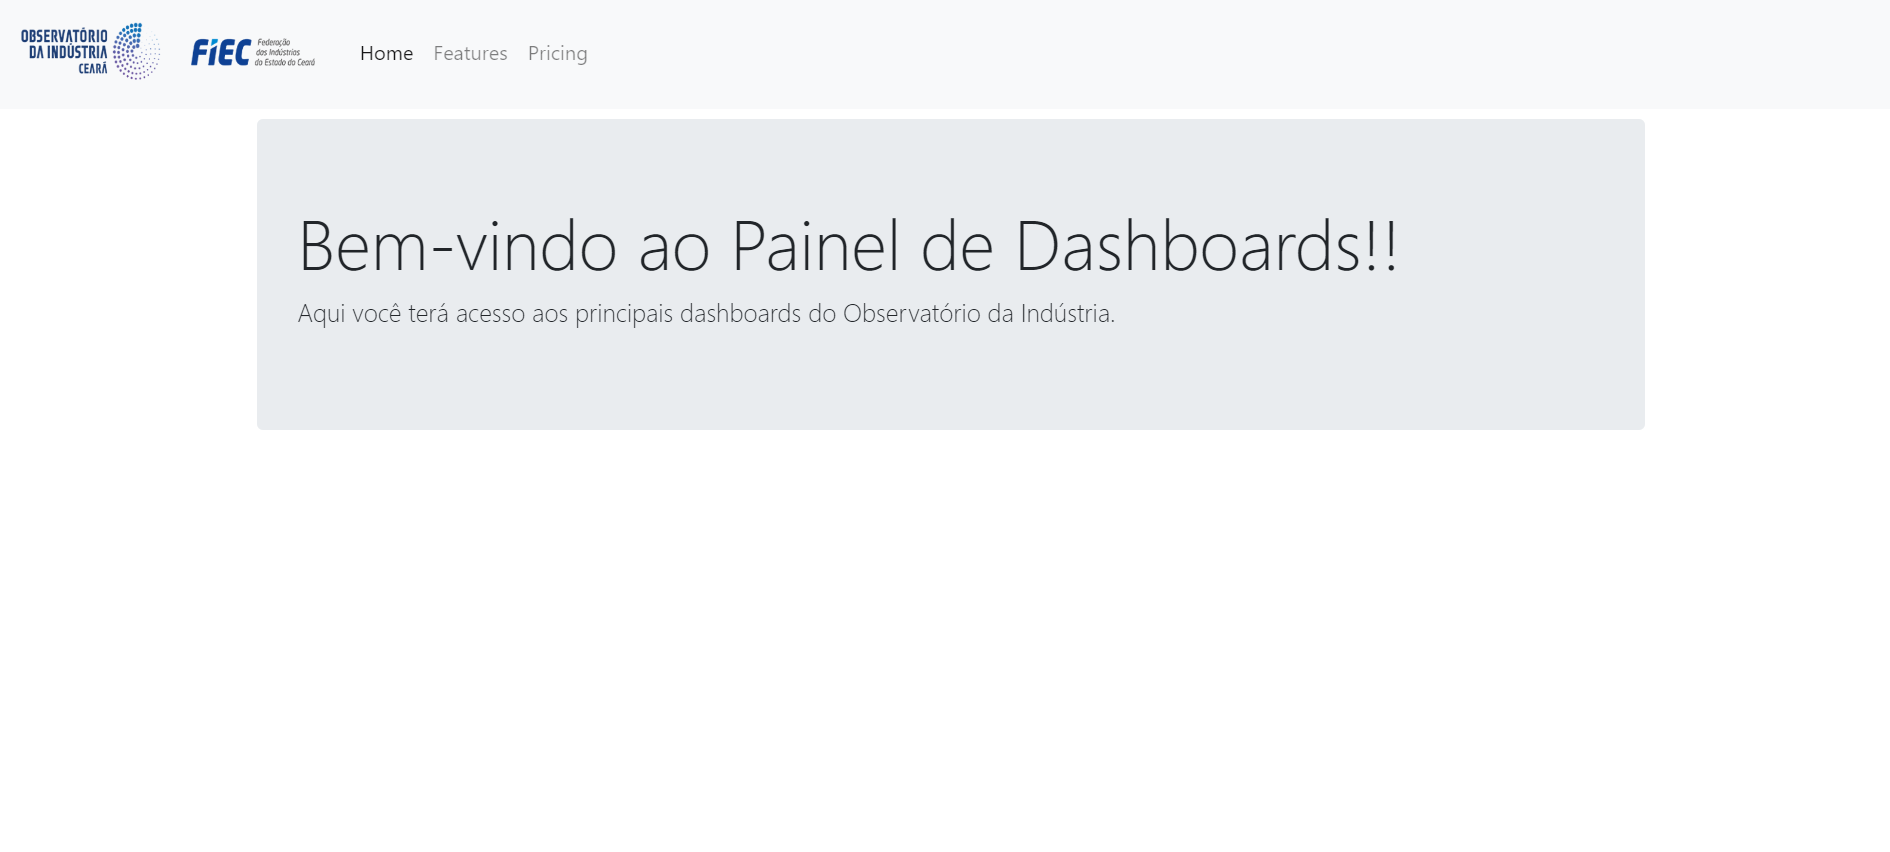 OBSERVATÓRIO
DA INDÚSTRIA
CEARÁ
FIEC
Federação
das Indústrias
do Estado do Ceará
Home Features Pricing
Bem-vindo ao Painel de Dashboards!!
Aqui você terá acesso aos principais dashboards do Observatório da Indústria.